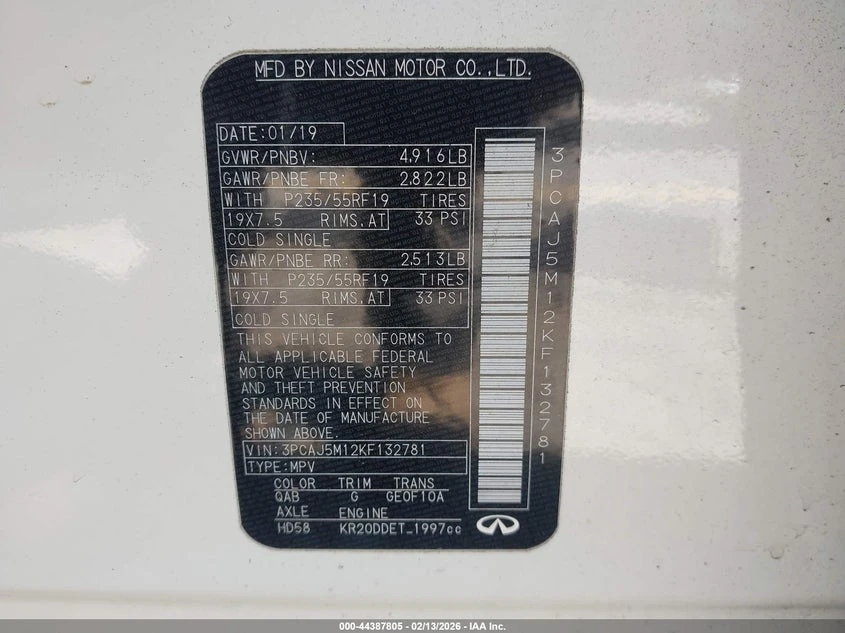 MFD BY NISSAN MOTOR CO.,LTD.
DATE:01/19
GVWR/PNBV: 4,916LB
GAWR/PNBE FR: 2,822LB
WITH P235/55RF19 TIRES
19X7.5 RIMS,AT 33 PSI
COLD SINGLE
GAWR/PNBE RR: 2,513LB
WITH P235/55RF19 TIRES
19X7.5 RIMS,AT 33 PSI
COLD SINGLE
THIS VEHICLE CONFORMS TO
ALL APPLICABLE FEDERAL
MOTOR VEHICLE SAFETY
AND THEFT PREVENTION
STANDARDS IN EFFECT ON
THE DATE OF MANUFACTURE
SHOWN ABOVE.
VIN:3PCAJ5M12KF132781
TYPE:MPV
COLOR TRIM TRANS
QAB G GE0F10A
AXLE ENGINE
HD58 KR20DDET_1997cc
3PCAJ5M12KF132781
000-44387805 - 02/13/2026 - IAA Inc.